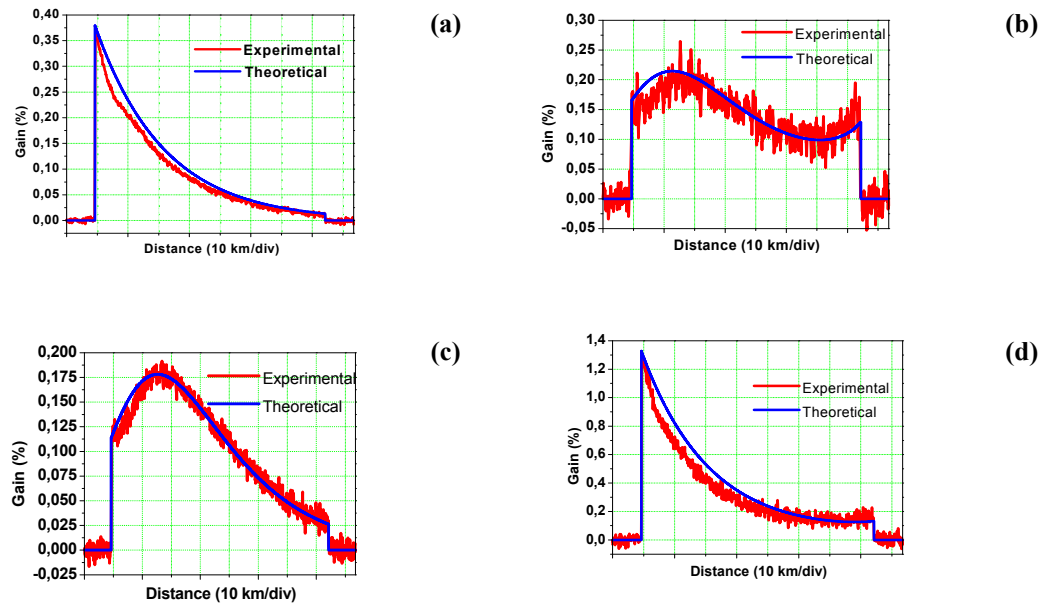 (a)
0,40
0,35
0,30
0,25
0,20
0,15
0,10
0,05
0,00
Gain (%)
Experimental
Theoretical
Distance (10 km/div)
(b)
0,30
0,25
0,20
0,15
0,10
0,05
0,00
-0,05
Gain (%)
Experimental
Theoretical
Distance (10 km/div)
(c)
0,200
0,175
0,150
0,125
0,100
0,075
0,050
0,025
0,000
-0,025
Gain (%)
Experimental
Theoretical
Distance (10 km/div)
(d)
1,4
1,2
1,0
0,8
0,6
0,4
0,2
0,0
Gain (%)
Experimental
Theoretical
Distance (10 km/div)